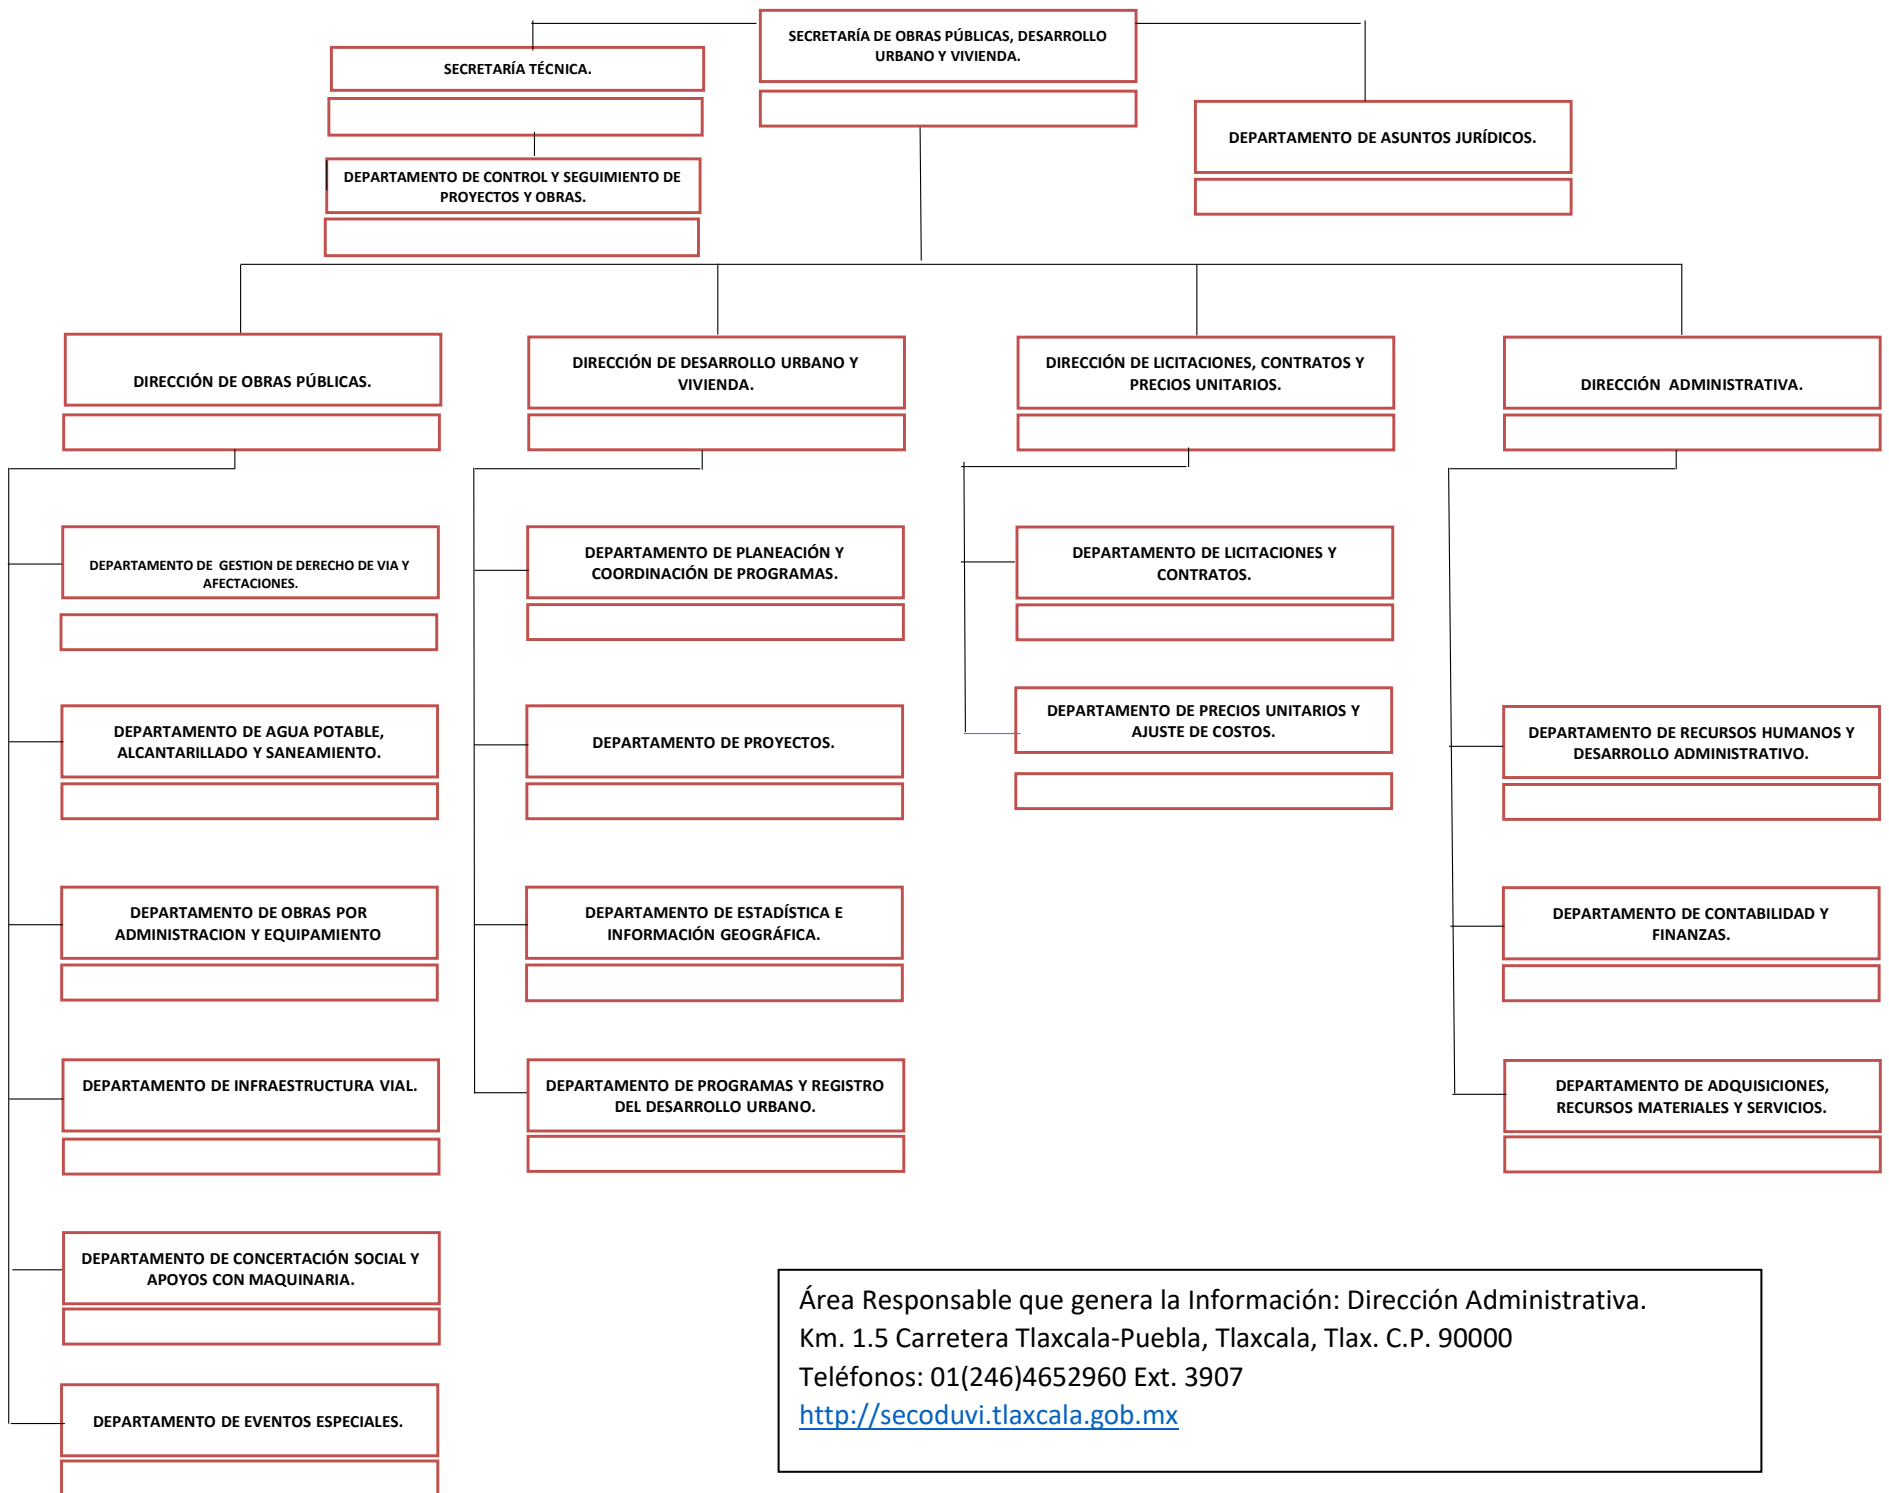 SECRETARÍA DE OBRAS PÚBLICAS, DESARROLLO
URBANO Y VIVIENDA.
SECRETARÍA TÉCNICA.
DEPARTAMENTO DE ASUNTOS JURÍDICOS.
DEPARTAMENTO DE CONTROL Y SEGUIMIENTO DE
PROYECTOS Y OBRAS.
DIRECCIÓN DE OBRAS PÚBLICAS.
DIRECCIÓN DE DESARROLLO URBANO Y
VIVIENDA.
DIRECCIÓN DE LICITACIONES, CONTRATOS Y
PRECIOS UNITARIOS.
DIRECCIÓN  ADMINISTRATIVA.
DEPARTAMENTO DE  GESTION DE DERECHO DE VIA Y
AFECTACIONES.
DEPARTAMENTO DE PLANEACIÓN Y
COORDINACIÓN DE PROGRAMAS.
DEPARTAMENTO DE LICITACIONES Y
CONTRATOS.
DEPARTAMENTO DE AGUA POTABLE,
ALCANTARILLADO Y SANEAMIENTO.
DEPARTAMENTO DE PROYECTOS.
DEPARTAMENTO DE PRECIOS UNITARIOS Y
AJUSTE DE COSTOS.
DEPARTAMENTO DE RECURSOS HUMANOS Y
DESARROLLO ADMINISTRATIVO.
DEPARTAMENTO DE OBRAS POR
ADMINISTRACION Y EQUIPAMIENTO
DEPARTAMENTO DE ESTADÍSTICA E
INFORMACIÓN GEOGRÁFICA.
DEPARTAMENTO DE CONTABILIDAD Y
FINANZAS.
DEPARTAMENTO DE INFRAESTRUCTURA VIAL.
DEPARTAMENTO DE PROGRAMAS Y REGISTRO
DEL DESARROLLO URBANO.
DEPARTAMENTO DE ADQUISICIONES,
RECURSOS MATERIALES Y SERVICIOS.
DEPARTAMENTO DE CONCERTACIÓN SOCIAL Y
APOYOS CON MAQUINARIA.
DEPARTAMENTO DE EVENTOS ESPECIALES.
Área Responsable que genera la Información: Dirección Administrativa.
Km. 1.5 Carretera Tlaxcala-Puebla, Tlaxcala, Tlax. C.P. 90000
Teléfonos: 01(246)4652960 Ext. 3907
http://secoduvi.tlaxcala.gob.mx